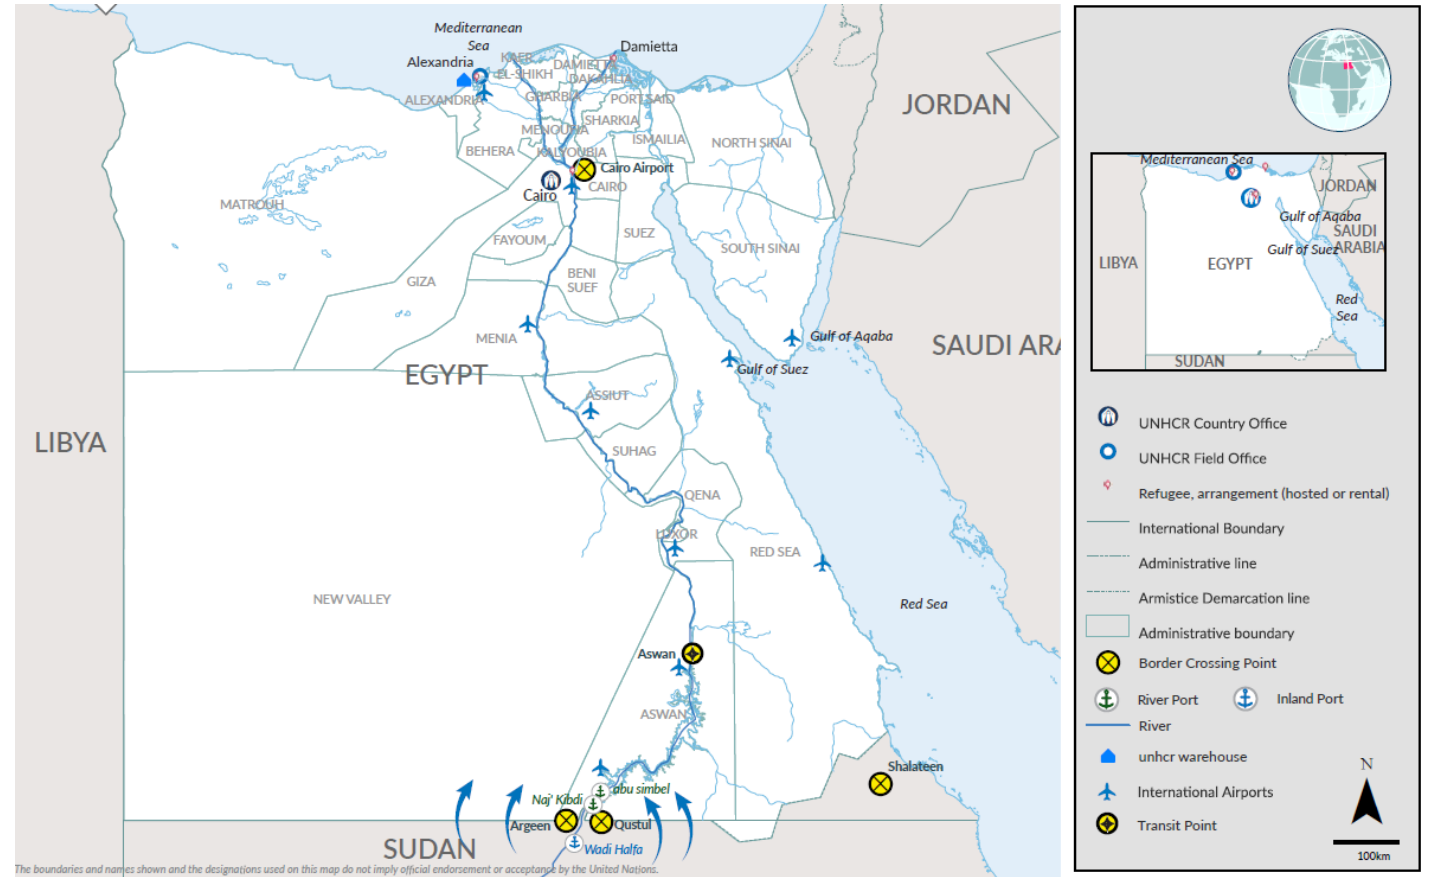 Mediterranean
Sea
Damietta
Alexandria
KAFR
EL-SHIKH
DAMIETTA
DAKAHLIA
ALEXANDRIA
GHARBIA
PORT SAID
SHARKIA
MENOUFIA
ISMAILIA
BEHERA
KALYOUBIA
NORTH SINAI
JORDAN
Cairo Airport
CAIRO
Cairo
MATROUH
FAYOUM
SUEZ
SOUTH SINAI
GIZA
BENI
SUEF
MENIA
Gulf of Aqaba
SAUDI ARA
Gulf of Suez
EGYPT
ASSIUT
LIBYA
SUHAG
QENA
LUXOR
RED SEA
NEW VALLEY
Red Sea
Aswan
ASWAN
Shalateen
abu simbel
Naj' Kibdi
Argeen
Qustul
SUDAN
Wadi Halfa
The boundaries and names shown and the designations used on this map do not imply official endorsement or acceptance by the United Nations.
Mediterranean Sea
JORDAN
Gulf of Aqaba
SAUDI
ARABIA
Gulf of Suez
LIBYA
EGYPT
Red
Sea
SUDAN
UNHCR Country Office
UNHCR Field Office
Refugee, arrangement (hosted or rental)
International Boundary
Administrative line
Armistice Demarcation line
Administrative boundary
Border Crossing Point
River Port Inland Port
River
unhcr warehouse
International Airports
Transit Point
N
100km